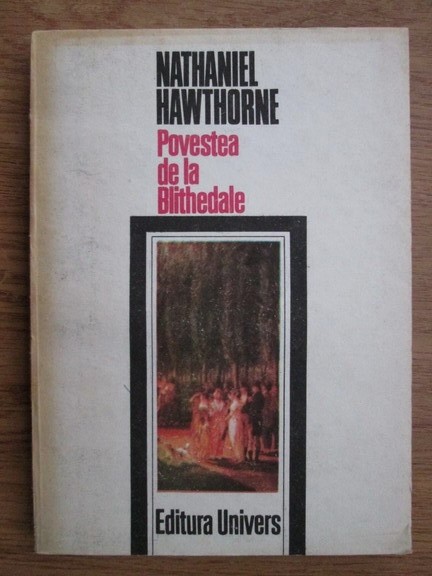 NATHANIEL
HAWTHORNE
Povestea
de la
Blithedale
Editura Univers